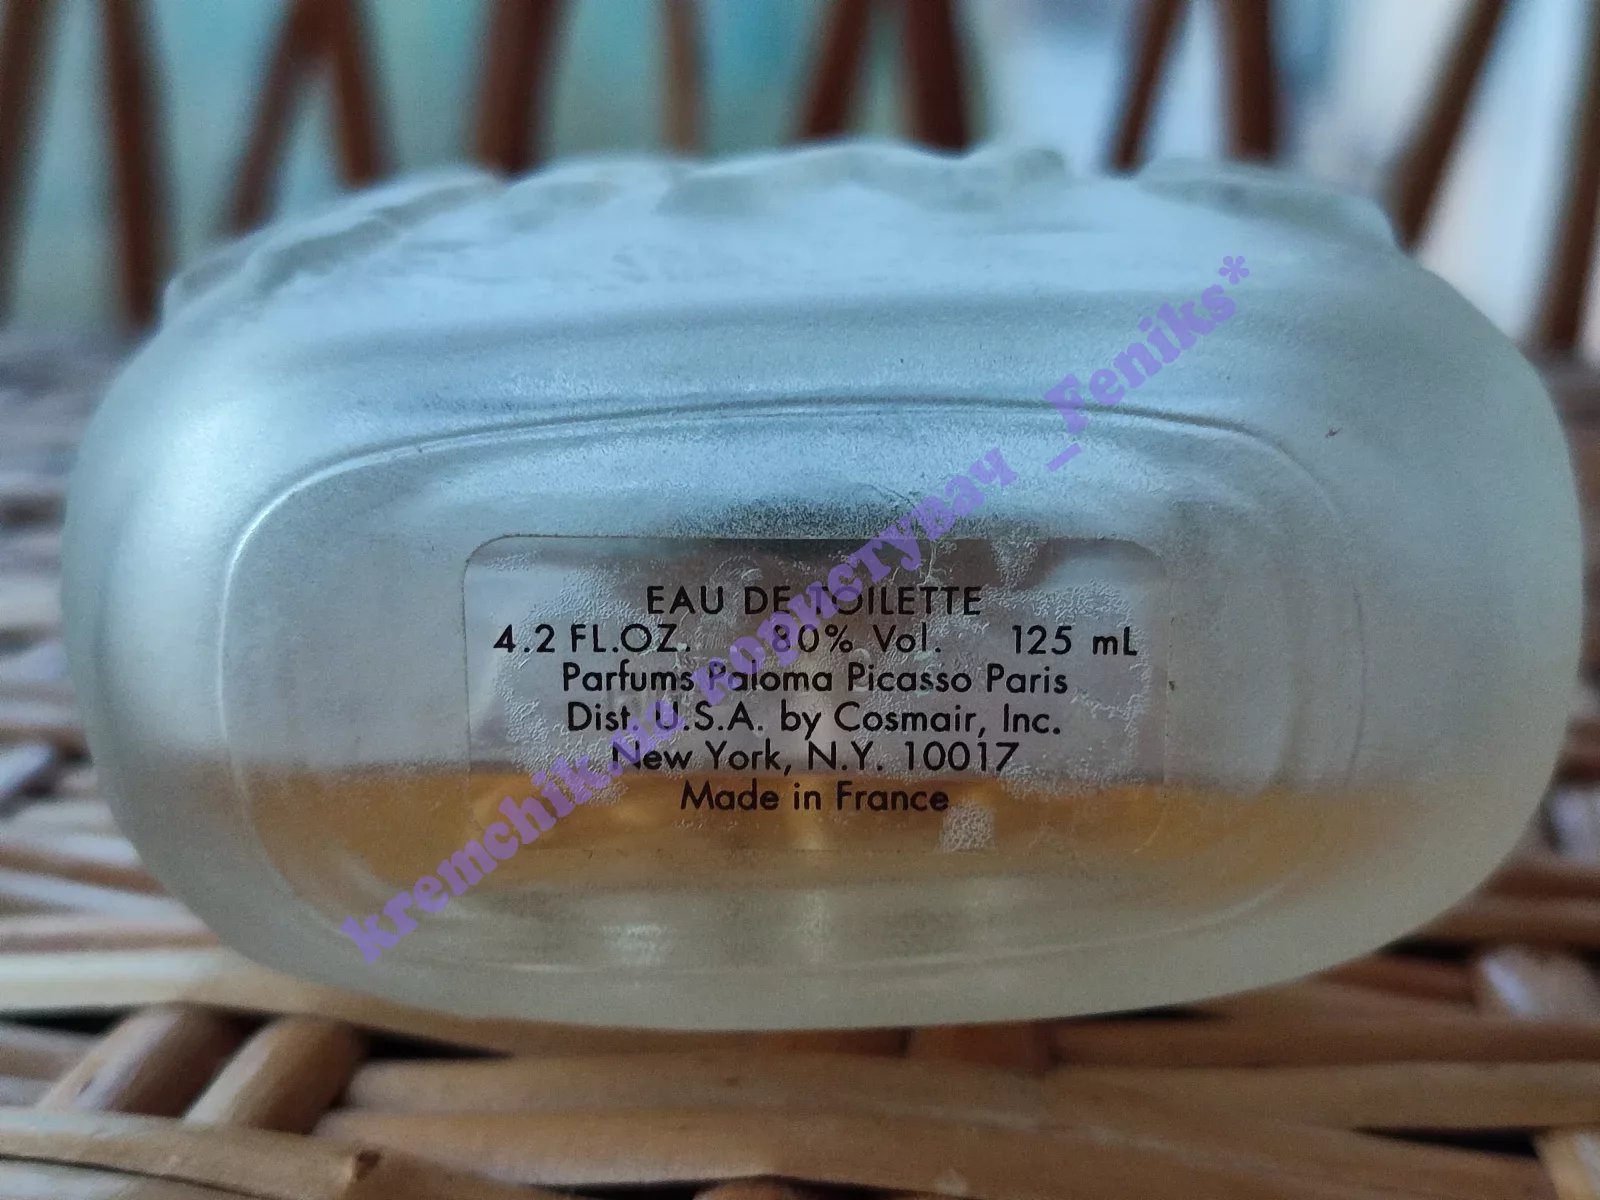 EAU DE TOILETTE
4.2 FL.OZ. 80% Vol. 125 mL
Parfums Paloma Picasso Paris
Dist. U.S.A. by Cosmair, Inc.
New York, N.Y. 10017
Made in France
kremchik.ua користувач _Feniks*